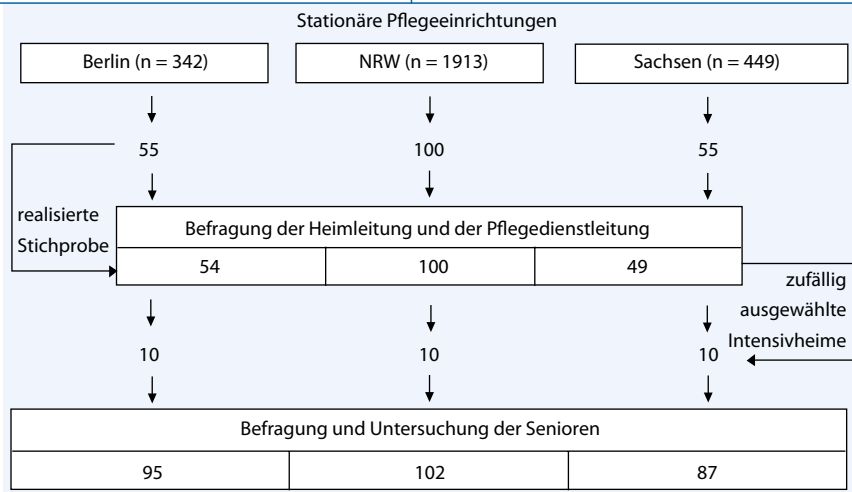 Stationäre Pflegeeinrichtungen
Berlin (n = 342)
NRW (n = 1913)
Sachsen (n = 449)
55
100
55
realisierte
Stichprobe
Befragung der Heimleitung und der Pflegedienstleitung
54
100
49
zufällig
ausgewählte
Intensivheime
10
10
10
Befragung und Untersuchung der Senioren
95
102
87